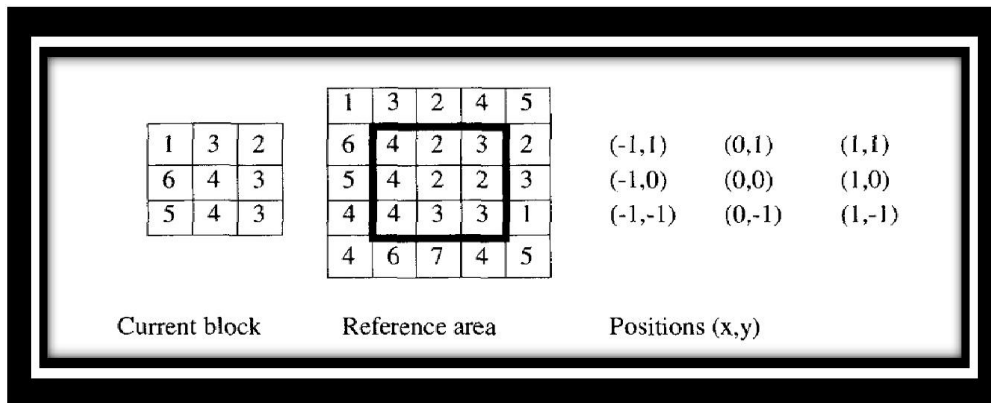 1 3 2 4 5
1 3 2 6 4 2 3 2 (-1,1) (0,1) (1,1)
6 4 3 5 4 2 2 3 (-1,0) (0,0) (1,0)
5 4 3 4 4 3 3 1 (-1,-1) (0,-1) (1,-1)
4 6 7 4 5
Current block Reference area Positions (x,y)